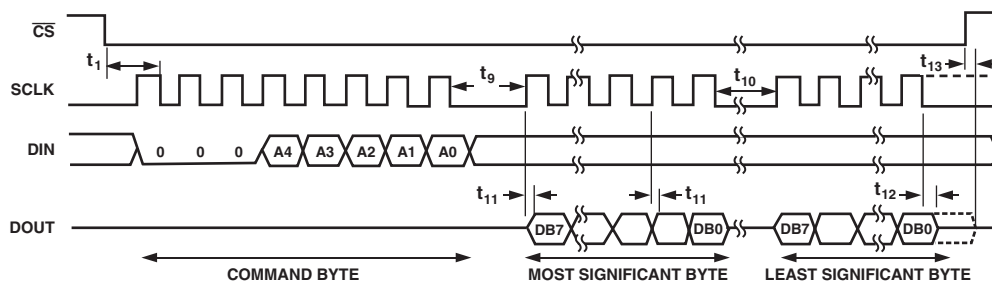 CS
t1
t9
t10
t13
SCLK
DIN
0 0 0 A4 A3 A2 A1 A0
t11
t11
t12
DOUT
DB7
DB0
DB7
DB0
COMMAND BYTE
MOST SIGNIFICANT BYTE
LEAST SIGNIFICANT BYTE